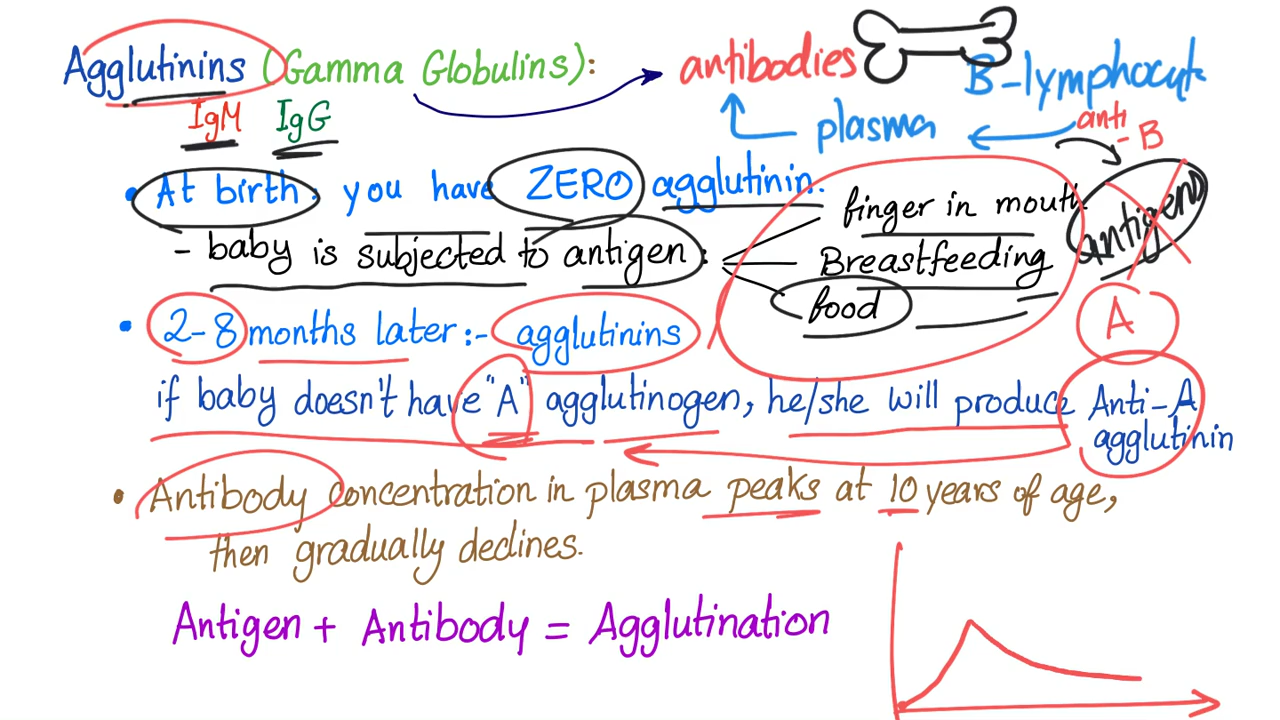 Agglutinins (Gamma Globulins): antibodies B-lymphocyte
IgM IgG plasma anti-B
• At birth: you have ZERO agglutinin.
- baby is subjected to antigen: finger in mouth
Breastfeeding
food
antigens
A
• 2-8 months later:- agglutinins
if baby doesn't have "A" agglutinogen, he/she will produce Anti-A agglutinin
• Antibody concentration in plasma peaks at 10 years of age,
then gradually declines.
Antigen + Antibody = Agglutination